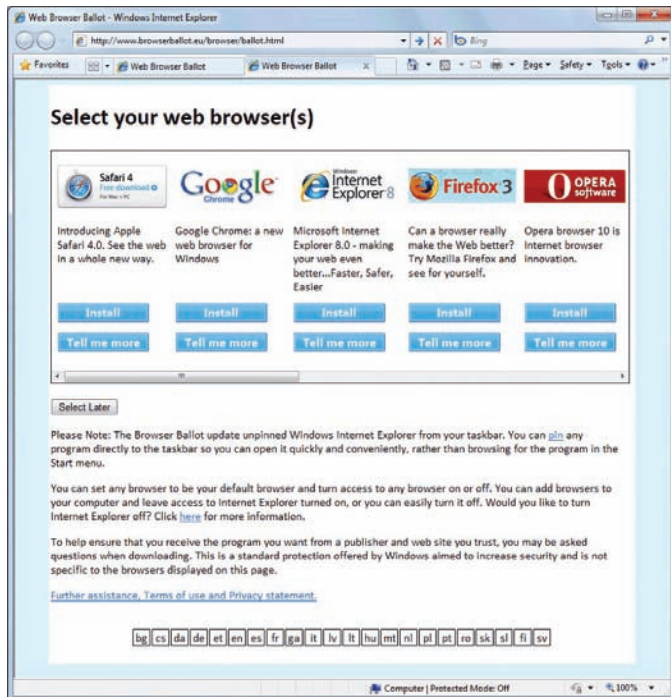 Web Browser Ballot - Windows Internet Explorer
http://www.browserballot.eu/browser/ballot.html
Bing
Favorites
Web Browser Ballot
Web Browser Ballot
Page
Safety
Tools
Select your web browser(s)
Safari 4
Free download
For Mac + PC
Google
Chrome
Windows
Internet
Explorer 8
Firefox 3
OPERA
software
Introducing Apple
Safari 4.0. See the web
in a whole new way.
Google Chrome: a new
web browser for
Windows
Microsoft Internet
Explorer 8.0 - making
your web even
better...Faster, Safer,
Easier
Can a browser really
make the Web better?
Try Mozilla Firefox and
see for yourself.
Opera browser 10 is
Internet browser
innovation.
Install Install Install Install Install
Tell me more Tell me more Tell me more Tell me more Tell me more
Select Later
Please Note: The Browser Ballot update unpinned Windows Internet Explorer from your taskbar. You can pin any
program directly to the taskbar so you can open it quickly and conveniently, rather than browsing for the program in the
Start menu.
You can set any browser to be your default browser and turn access to any browser on or off. You can add browsers to
your computer and leave access to Internet Explorer turned on, or you can easily turn it off. Would you like to turn
Internet Explorer off? Click here for more information.
To help ensure that you receive the program you want from a publisher and web site you trust, you may be asked
questions when downloading. This is a standard protection offered by Windows aimed to increase security and is not
specific to the browsers displayed on this page.
Further assistance, Terms of use and Privacy statement.
bg cs da de et en es fr ga it lv lt hu mt nl pl pt ro sk sl fi sv
Computer | Protected Mode: Off
100%